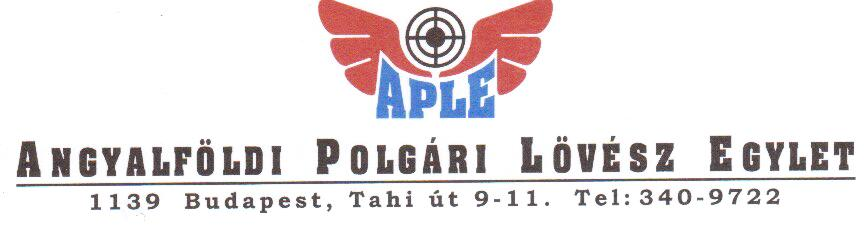 APLE
ANGYALFÖLDI POLGÁRI LÖVÉSZ EGYLET
1139 Budapest, Tahi út 9-11. Tel: 340-9722